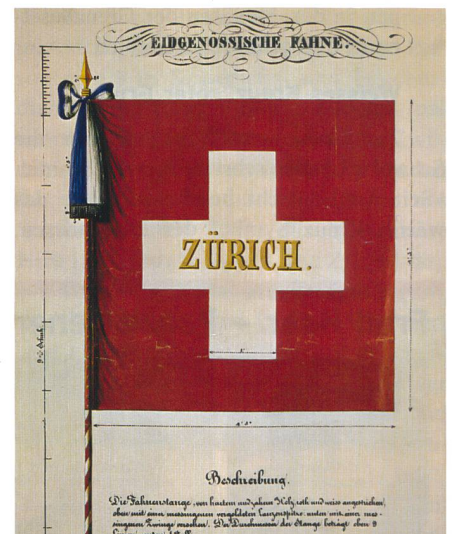 EIDGENÖSSISCHE FAHNE.
ZÜRICH.
Beschreibung.
Die Fahnenstange, von hartem und zähem Holz, roth und weiss angestrichen,
oben mit einer messingenen vergoldeten Lanzenspitze, unten mit einer mes-
singenen Zwinge versehen. Der Durchmesser der Stange beträgt oben 9